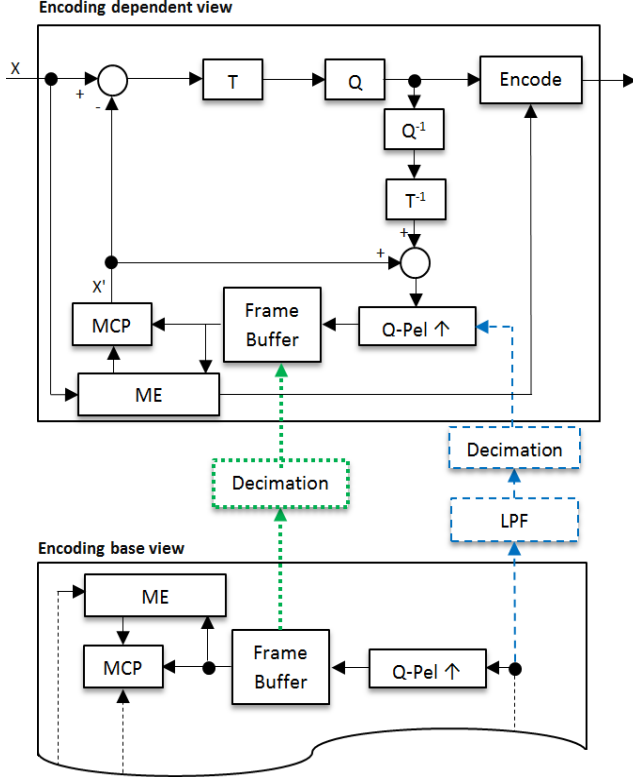 Encoding dependent view
X
+
-
T
Q
Encode
Q-1
T-1
+
+
X'
MCP
Frame
Buffer
Q-Pel ↑
ME
Decimation
Decimation
LPF
Encoding base view
ME
MCP
Frame
Buffer
Q-Pel ↑